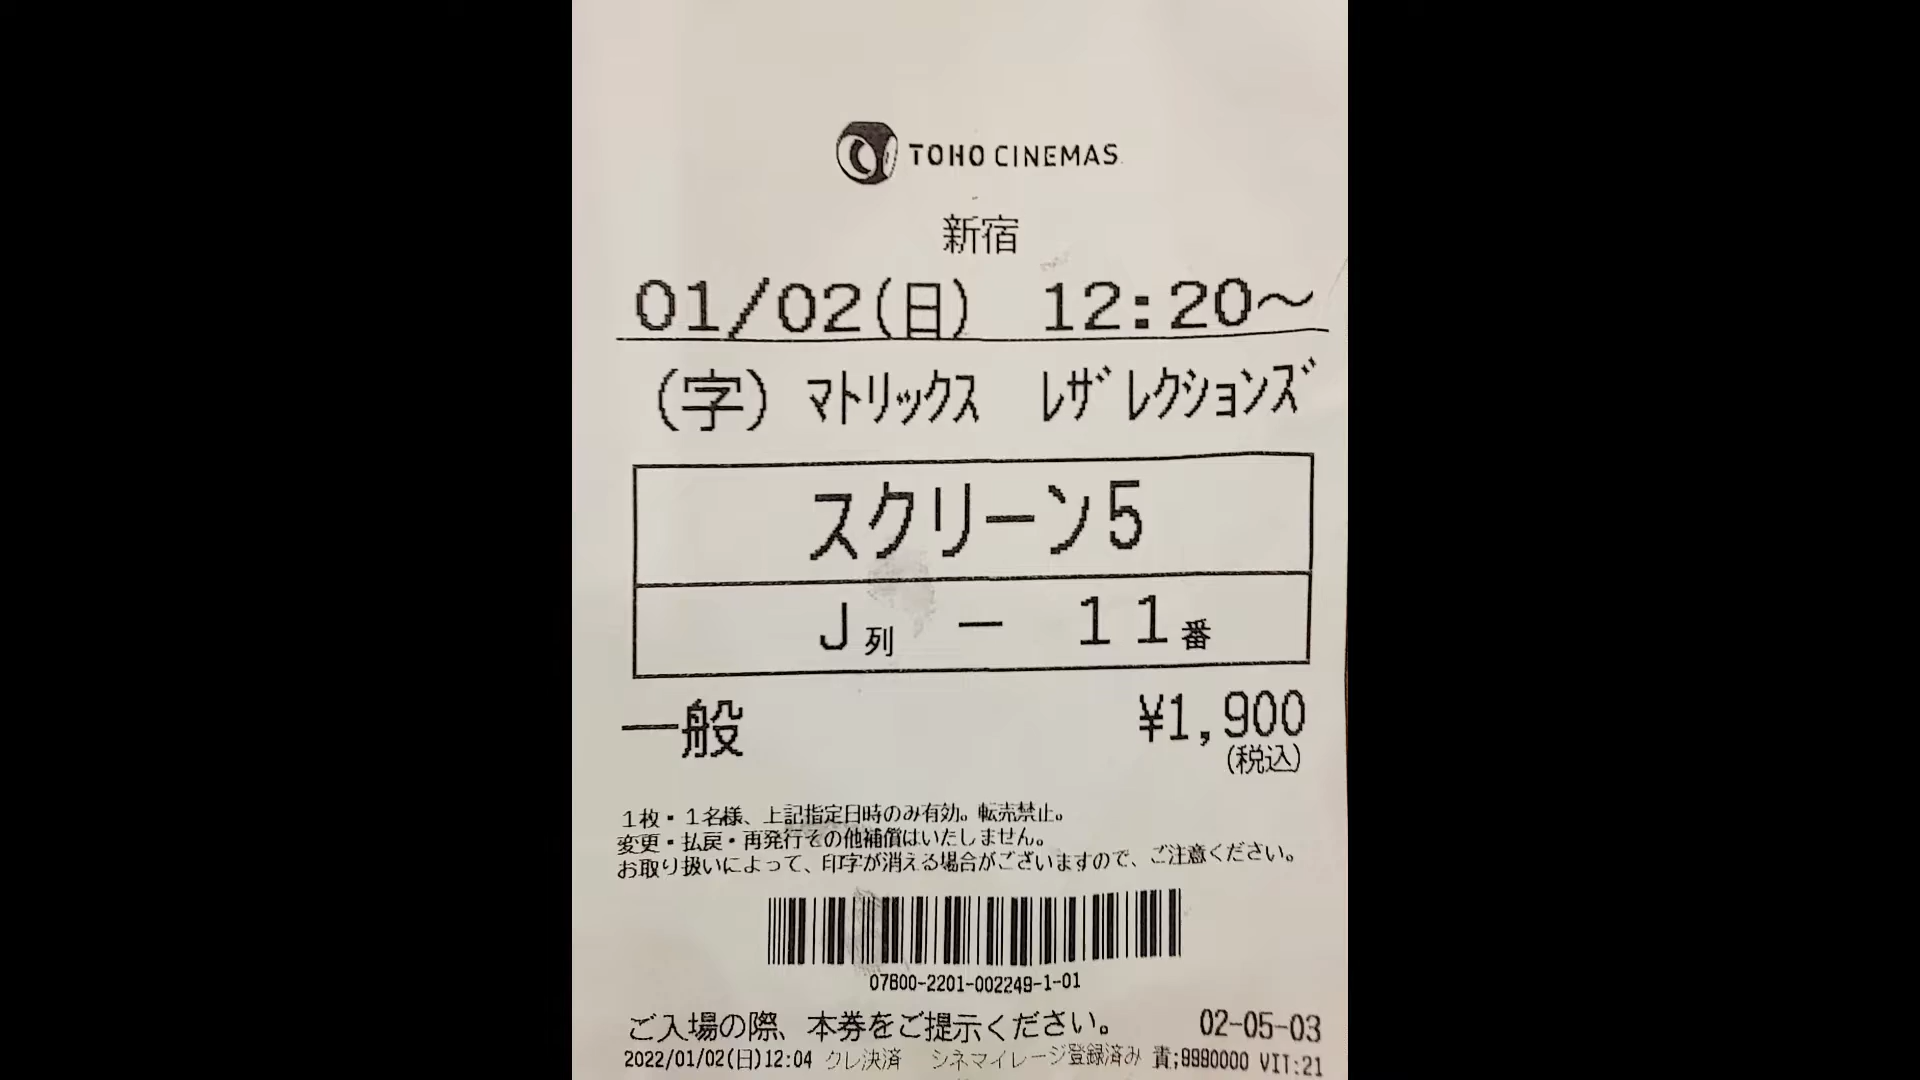 TOHO CINEMAS
新宿
01/02(日) 12:20～
(字) マトリックス レザレクションズ
スクリーン5
J列 － 11番
一般 ¥1,900
(税込)
1枚・1名様、上記指定日時のみ有効。転売禁止。
変更・払戻・再発行その他補償はいたしません。
お取り扱いによって、印字が消える場合がございますので、ご注意ください。
07800-2201-002249-1-01
ご入場の際、本券をご提示ください。 02-05-03
2022/01/02(日)12:04 クレ決済 シネマイレージ登録済み 責;9980000 VIT:21